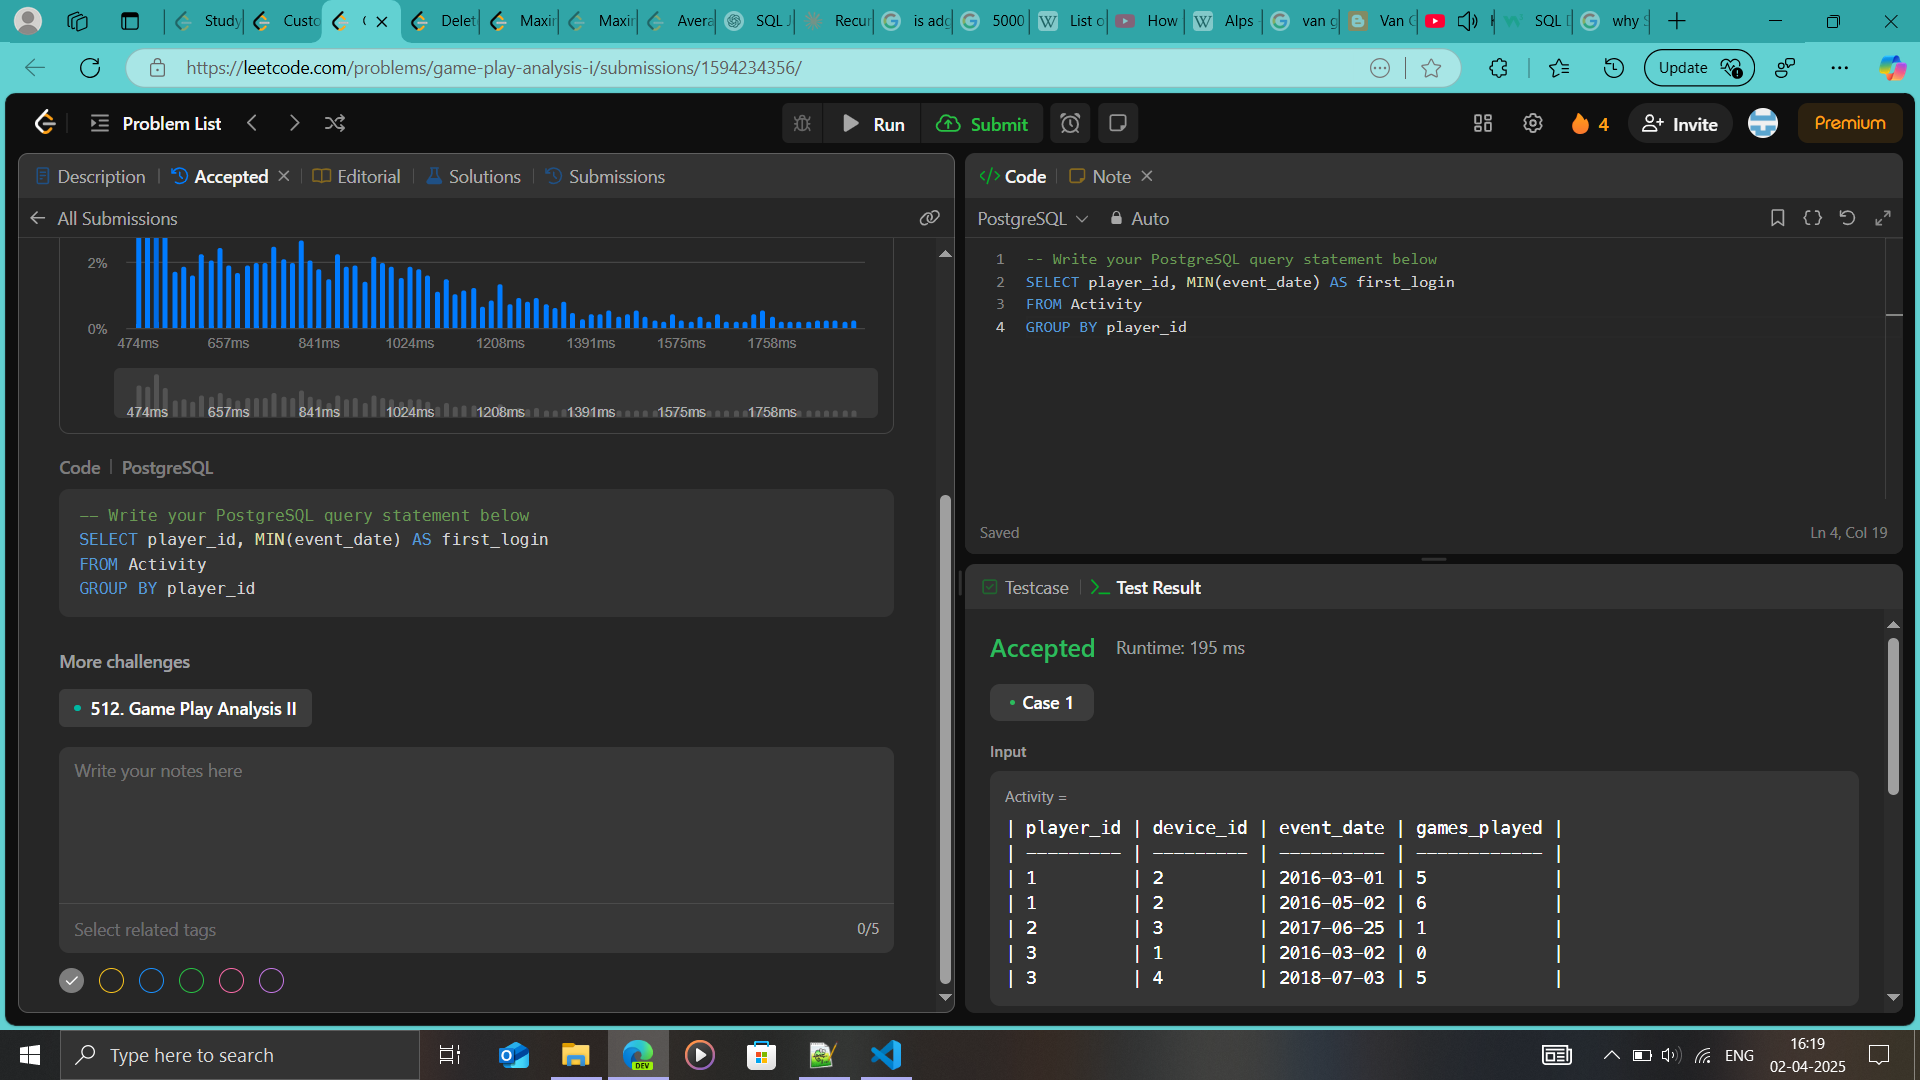 Study
Custo
Delet
Maxin
Maxin
Avera
SQL J
Recur
is adg
5000
List o
How
Alps
van g
Van G
SQL I
why S
https://leetcode.com/problems/game-play-analysis-i/submissions/1594234356/
Update
Problem List
Run
Submit
4
Invite
Premium
Description
Accepted
Editorial
Solutions
Submissions
All Submissions
2%
0%
474ms 657ms 841ms 1024ms 1208ms 1391ms 1575ms 1758ms
474ms 657ms 841ms 1024ms 1208ms 1391ms 1575ms 1758ms
Code | PostgreSQL
-- Write your PostgreSQL query statement below
SELECT player_id, MIN(event_date) AS first_login
FROM Activity
GROUP BY player_id
More challenges
512. Game Play Analysis II
Write your notes here
Select related tags
0/5
</> Code
Note
PostgreSQL
Auto
1 -- Write your PostgreSQL query statement below
2 SELECT player_id, MIN(event_date) AS first_login
3 FROM Activity
4 GROUP BY player_id
Saved
Ln 4, Col 19
Testcase
>_ Test Result
Accepted
Runtime: 195 ms
Case 1
Input
Activity =
| player_id | device_id | event_date | games_played |
| --------- | --------- | ---------- | ------------ |
| 1 | 2 | 2016-03-01 | 5 |
| 1 | 2 | 2016-05-02 | 6 |
| 2 | 3 | 2017-06-25 | 1 |
| 3 | 1 | 2016-03-02 | 0 |
| 3 | 4 | 2018-07-03 | 5 |
Type here to search
DEV
ENG
16:19
02-04-2025